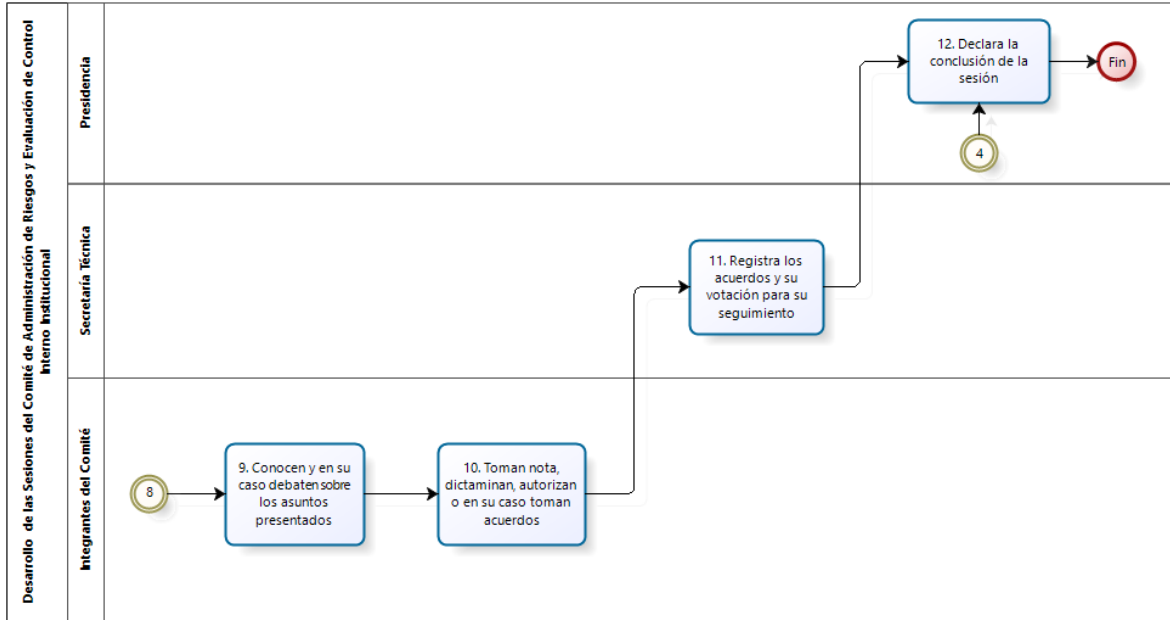 Desarrollo de las Sesiones del Comité de Administración de Riesgos y Evaluación de Control
Interno Institucional
Presidencia
12. Declara la
conclusión de la
sesión
Fin
4
Secretaría Técnica
11. Registra los
acuerdos y su
votación para su
seguimiento
Integrantes del Comité
8
9. Conocen y en su
caso debaten sobre
los asuntos
presentados
10. Toman nota,
dictaminan, autorizan
o en su caso toman
acuerdos